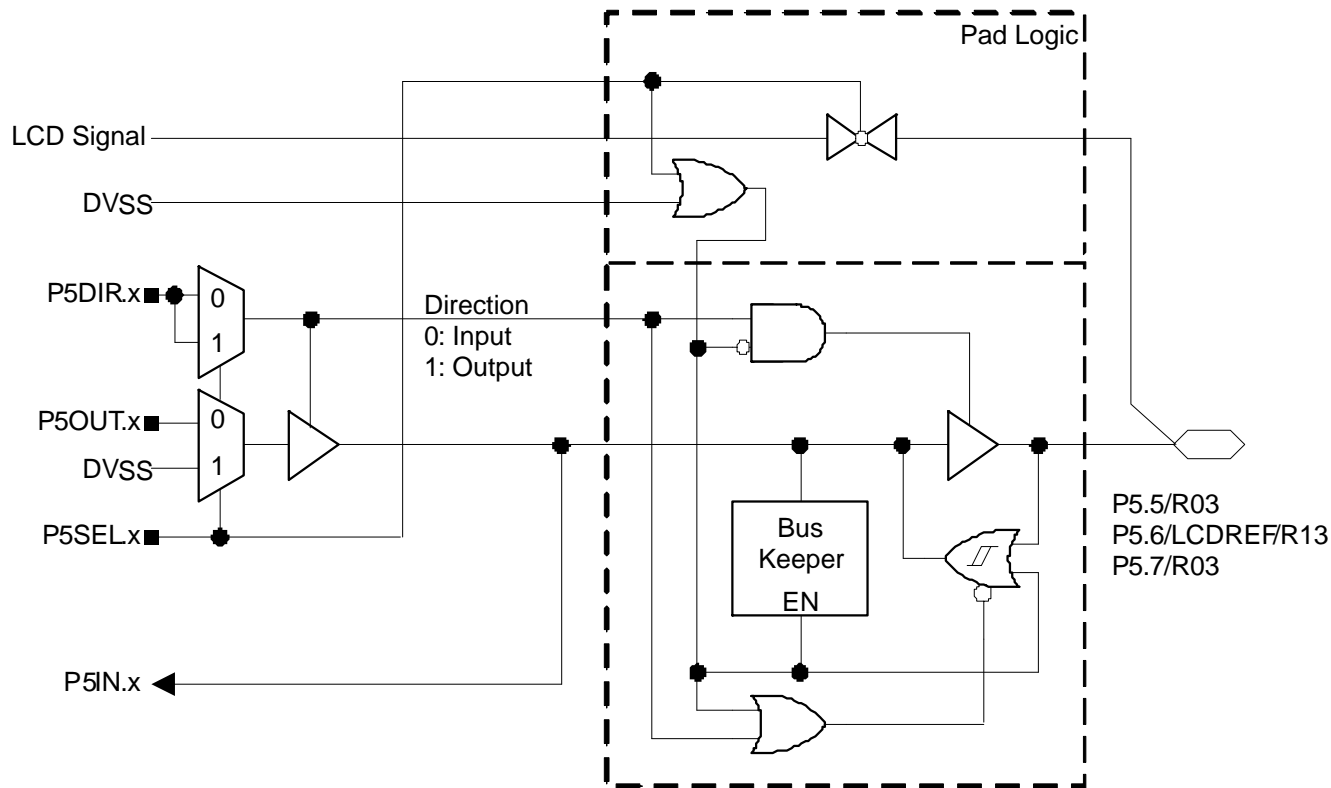 Pad Logic
LCD Signal
DVSS
P5DIR.x
0
1
Direction
0: Input
1: Output
P5OUT.x
0
DVSS
1
P5SEL.x
Bus
Keeper
EN
P5.5/R03
P5.6/LCDREF/R13
P5.7/R03
P5IN.x